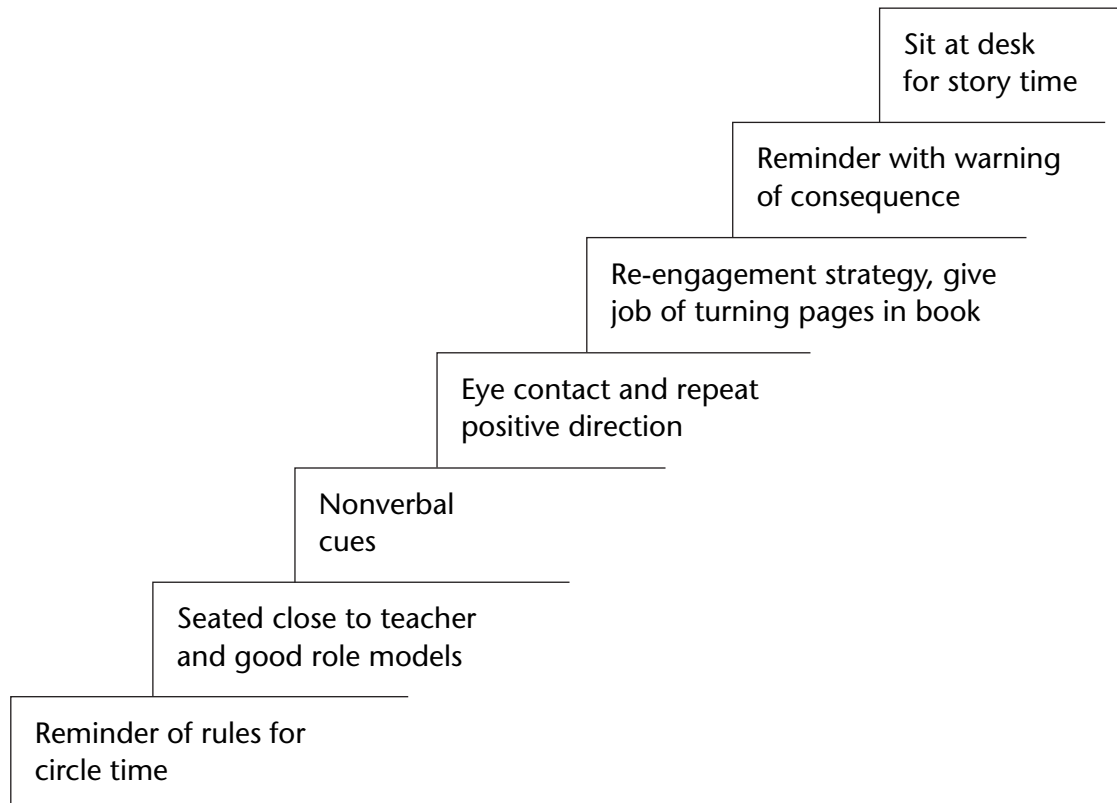 Sit at desk
for story time
Reminder with warning
of consequence
Re-engagement strategy, give
job of turning pages in book
Eye contact and repeat
positive direction
Nonverbal
cues
Seated close to teacher
and good role models
Reminder of rules for
circle time